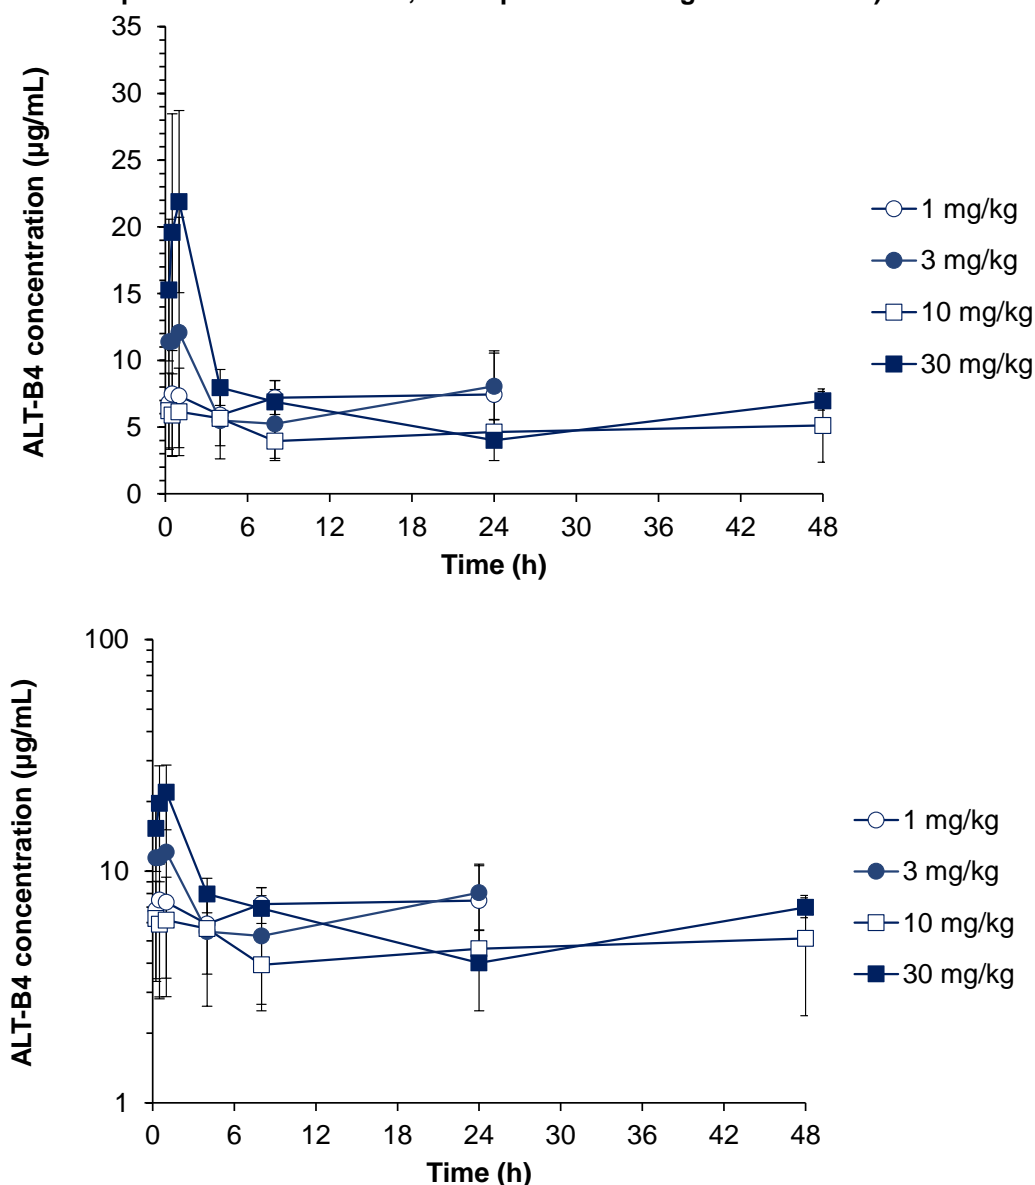 35
30
25
20
15
10
5
0
ALT-B4 concentration (µg/mL)
0 6 12 18 24 30 36 42 48
Time (h)
1 mg/kg
3 mg/kg
10 mg/kg
30 mg/kg
100
10
1
ALT-B4 concentration (µg/mL)
0 6 12 18 24 30 36 42 48
Time (h)
1 mg/kg
3 mg/kg
10 mg/kg
30 mg/kg